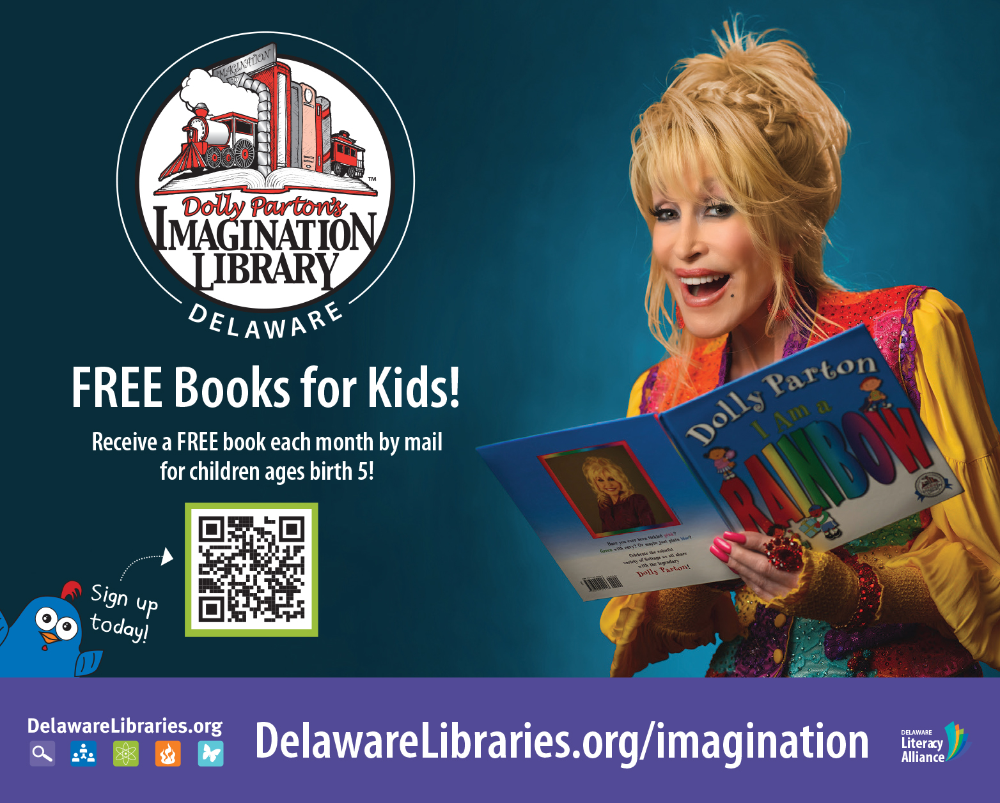 IMAGINATION
TM
Dolly Parton's
IMAGINATION
LIBRARY
DELAWARE
FREE Books for Kids!
Receive a FREE book each month by mail
for children ages birth 5!
Sign up
today!
Dolly Parton
I Am a
RAINBOW
Have you ever been tickled pink?
Green with envy? Or maybe just plain blue?
Celebrate the colorful
variety of feelings we all share
with the legendary
Dolly Parton!
DelawareLibraries.org
DelawareLibraries.org/imagination
DELAWARE
Literacy
Alliance